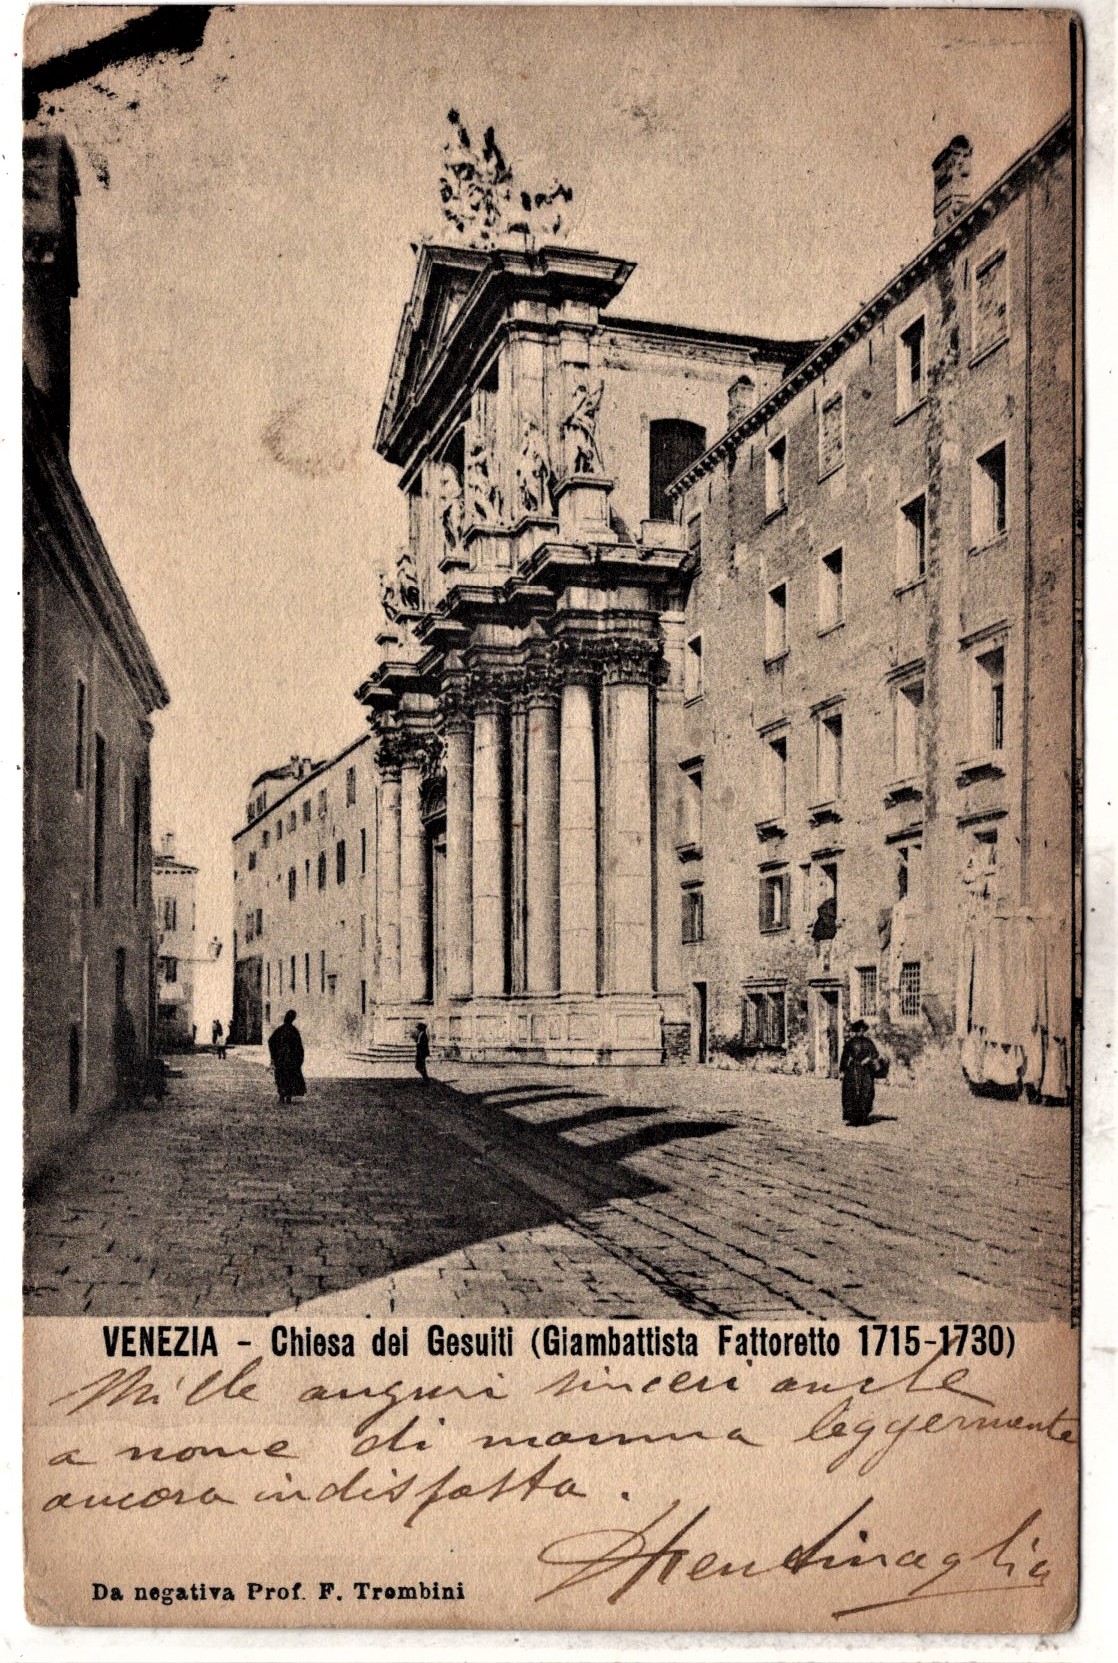 VENEZIA - Chiesa dei Gesuiti (Giambattista Fattoretto 1715-1730)
Mille auguri sinceri anche
a nome di mamma leggermente
ancora indisposta.
Da negativa Prof. F. Trombini